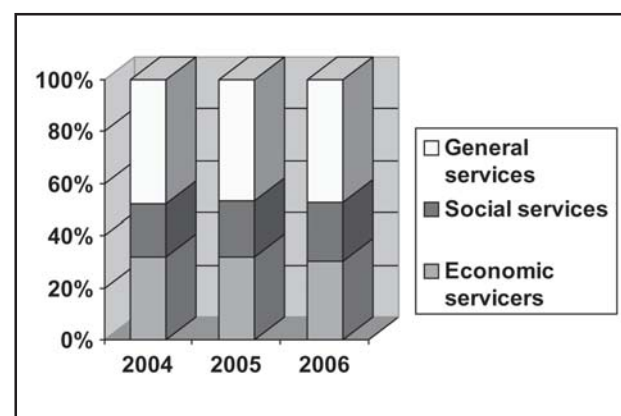 100%
80%
60%
40%
20%
0%
2004 2005 2006
General
services
Social services
Economic
servicers